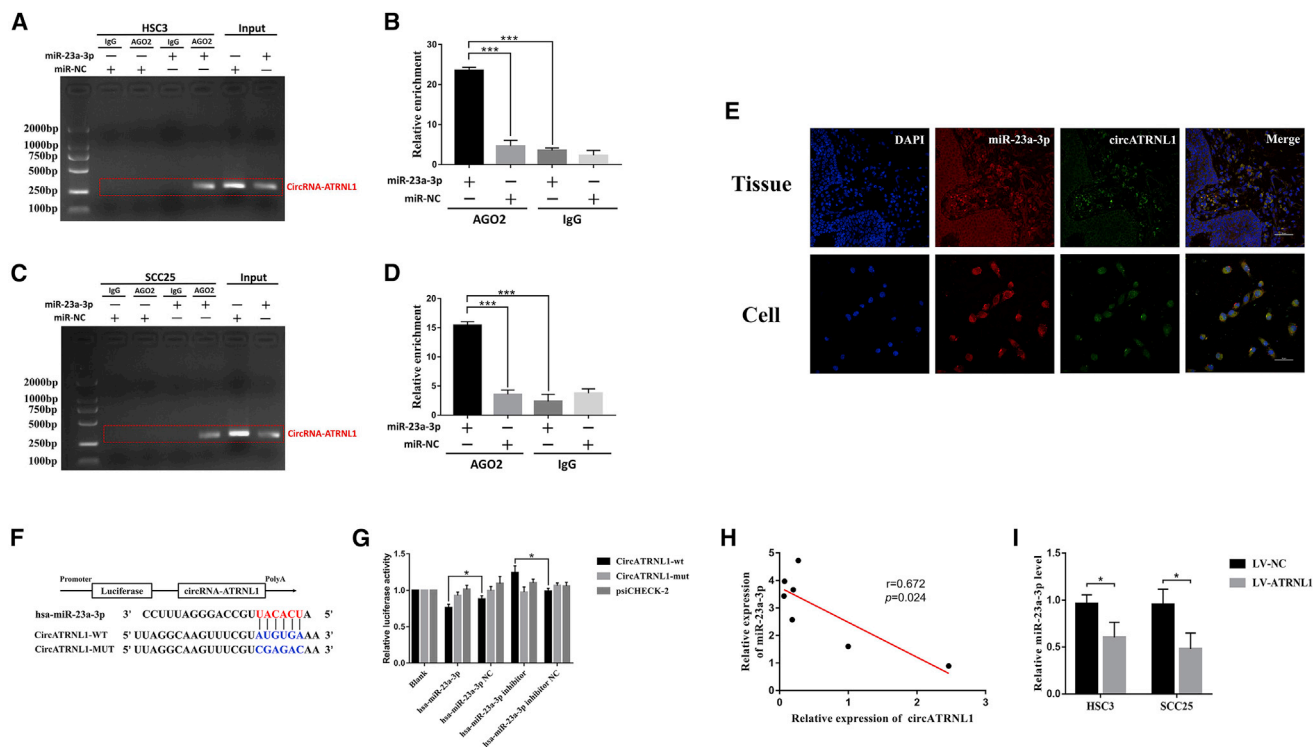 A
HSC3 Input
IgG AGO2 IgG AGO2
miR-23a-3p — — + + — +
miR-NC + + — — + —
2000bp
1000bp
750bp
500bp
250bp
100bp
CircRNA-ATRNL1
B
Relative enrichment
30
20
10
0
***
***
miR-23a-3p + — + —
miR-NC — + — +
AGO2 IgG
C
SCC25 Input
IgG AGO2 IgG AGO2
miR-23a-3p — — + + — +
miR-NC + + — — + —
2000bp
1000bp
750bp
500bp
250bp
100bp
CircRNA-ATRNL1
D
Relative enrichment
20
15
10
5
0
***
***
miR-23a-3p + — + —
miR-NC — + — +
AGO2 IgG
E
DAPI miR-23a-3p circATRNL1 Merge
Tissue
Cell
F
Promoter PolyA
Luciferase circRNA-ATRNL1
hsa-miR-23a-3p 3' CCUUUAGGGACCGUUACACUA 5'
CircATRNL1-WT 5' UUAGGCAAGUUUCGUAUGUGAAA 3'
CircATRNL1-MUT 5' UUAGGCAAGUUUCGUCGAGACAA 3'
G
Relative luciferase activity
1.5
1.0
0.5
0.0
*
*
CircATRNL1-wt
CircATRNL1-mut
psiCHECK-2
Blank
hsa-miR-23a-3p
hsa-miR-23a-3p NC
hsa-miR-23a-3p inhibitor
hsa-miR-23a-3p inhibitor NC
H
Relative expression
of miR-23a-3p
5
4
3
2
1
0
r=0.672
p=0.024
0 1 2 3
Relative expression of circATRNL1
I
Relative miR-23a-3p level
1.5
1.0
0.5
0.0
*
*
LV-NC
LV-ATRNL1
HSC3 SCC25